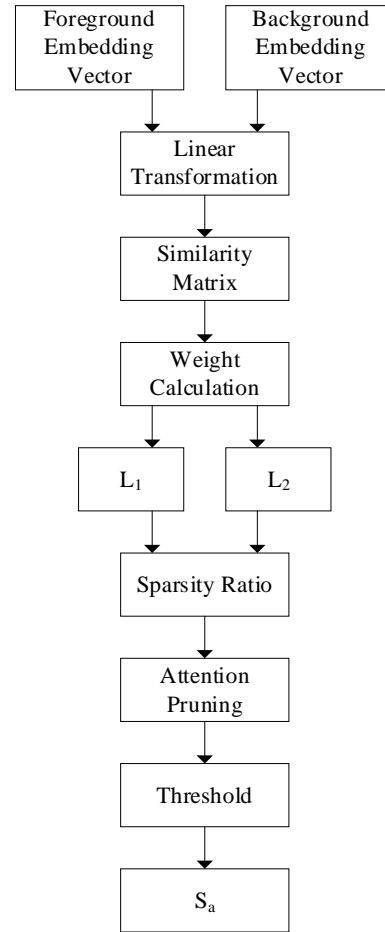 Foreground
Embedding
Vector
Background
Embedding
Vector
Linear
Transformation
Similarity
Matrix
Weight
Calculation
L₁
L₂
Sparsity Ratio
Attention
Pruning
Threshold
Sₐ